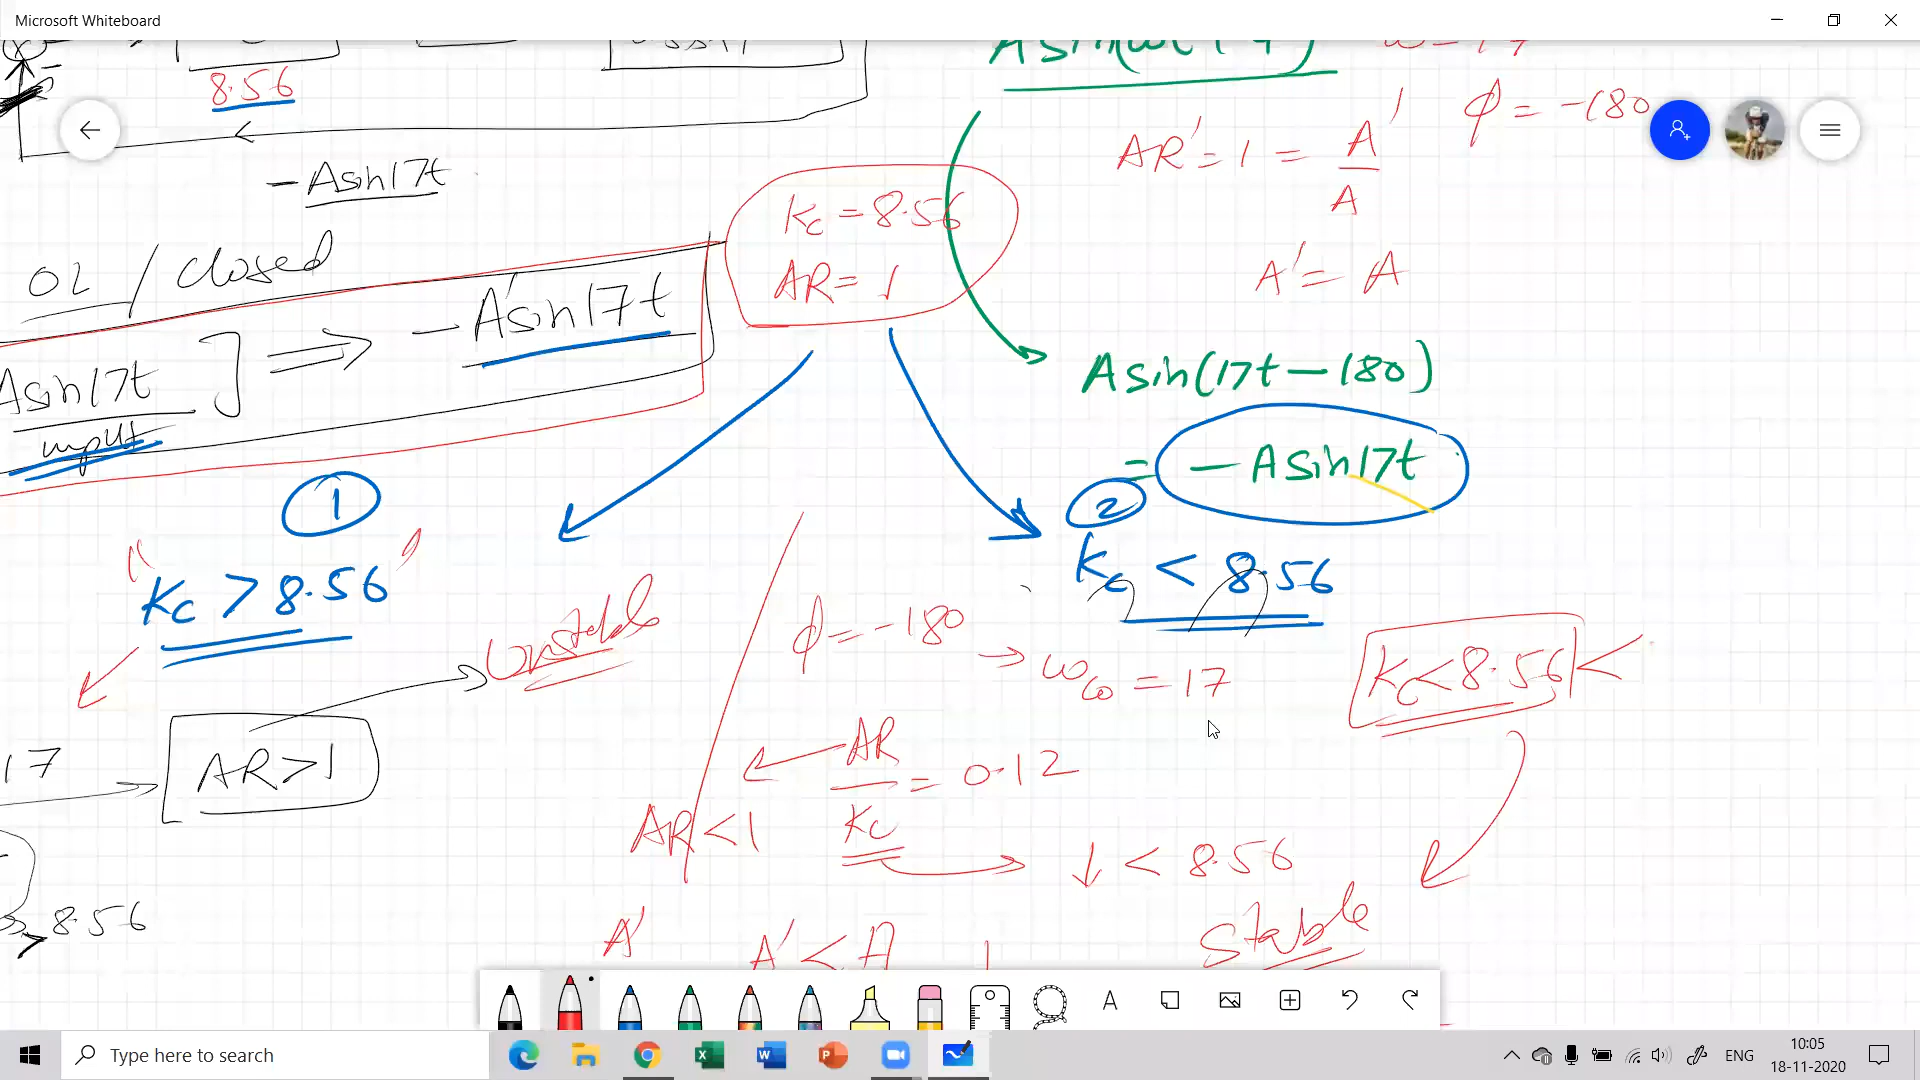 Microsoft Whiteboard
8.56
-Asin17t
ω = 17
φ = -180
AR' = 1 = A'/A
A' = A
Kc = 8.56
AR = 1
OL / closed
Asin17t ] ⇒ -A'sin17t
input
Asin(17t - 180)
= -Asin17t
①
"Kc > 8.56"
Unstable
17
AR > 1
> 8.56
②
Kc < 8.56
φ = -180 → ωco = 17
Kc < 8.56 <
AR/Kc = 0.12
AR < 1
↓ < 8.56
Stable
A'
A' < A
Type here to search
ENG
10:05
18-11-2020